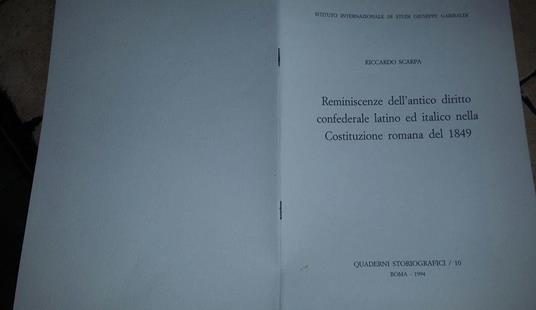 ISTITUTO INTERNAZIONALE DI STUDI GIUSEPPE GARIBALDI
RICCARDO SCARPA
Reminiscenze dell'antico diritto
confederale latino ed italico nella
Costituzione romana del 1849
QUADERNI STORIOGRAFICI / 10
ROMA - 1994